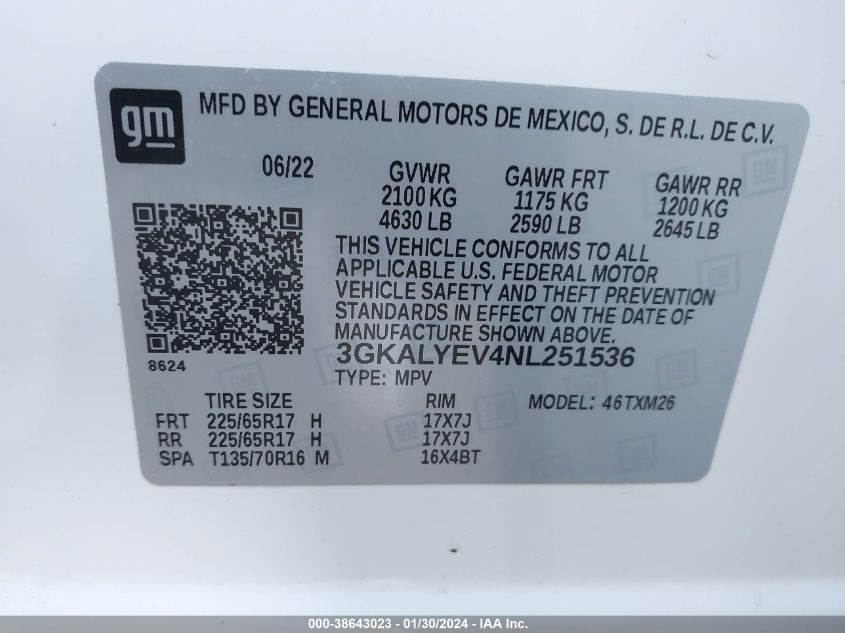 gm
MFD BY GENERAL MOTORS DE MEXICO, S. DE R.L. DE C.V.
06/22 GVWR GAWR FRT GAWR RR
2100 KG 1175 KG 1200 KG
4630 LB 2590 LB 2645 LB
THIS VEHICLE CONFORMS TO ALL
APPLICABLE U.S. FEDERAL MOTOR
VEHICLE SAFETY AND THEFT PREVENTION
STANDARDS IN EFFECT ON THE DATE OF
MANUFACTURE SHOWN ABOVE.
8624 3GKALYEV4NL251536
TYPE: MPV
TIRE SIZE RIM MODEL: 46TXM26
FRT 225/65R17 H 17X7J
RR 225/65R17 H 17X7J
SPA T135/70R16 M 16X4BT
000-38643023 / 01/30/2024 - IAA Inc.